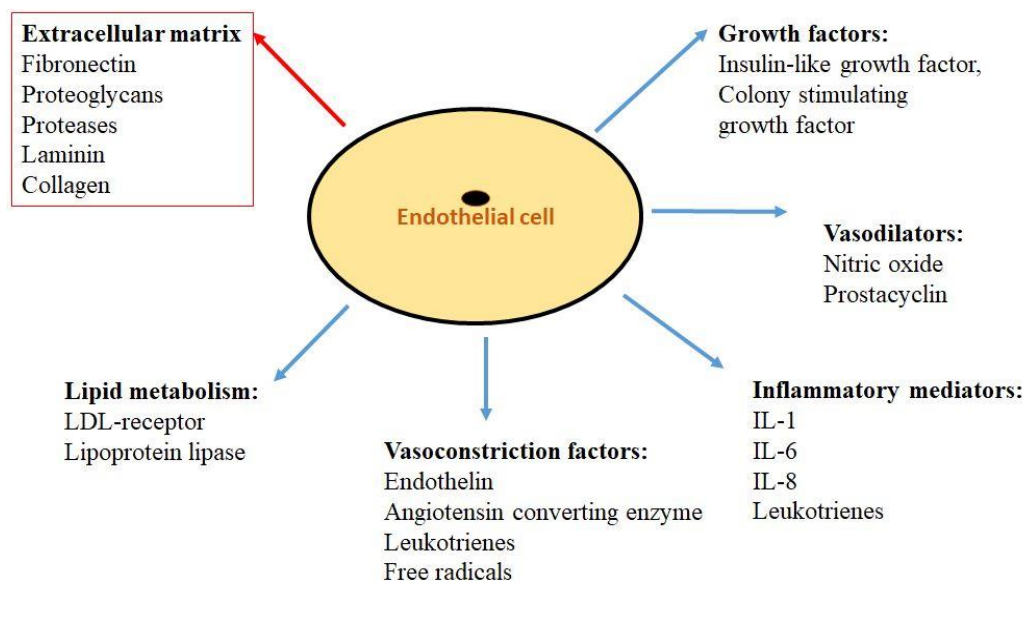 Extracellular matrix
Fibronectin
Proteoglycans
Proteases
Laminin
Collagen
Growth factors:
Insulin-like growth factor,
Colony stimulating
growth factor
Endothelial cell
Vasodilators:
Nitric oxide
Prostacyclin
Lipid metabolism:
LDL-receptor
Lipoprotein lipase
Vasoconstriction factors:
Endothelin
Angiotensin converting enzyme
Leukotrienes
Free radicals
Inflammatory mediators:
IL-1
IL-6
IL-8
Leukotrienes